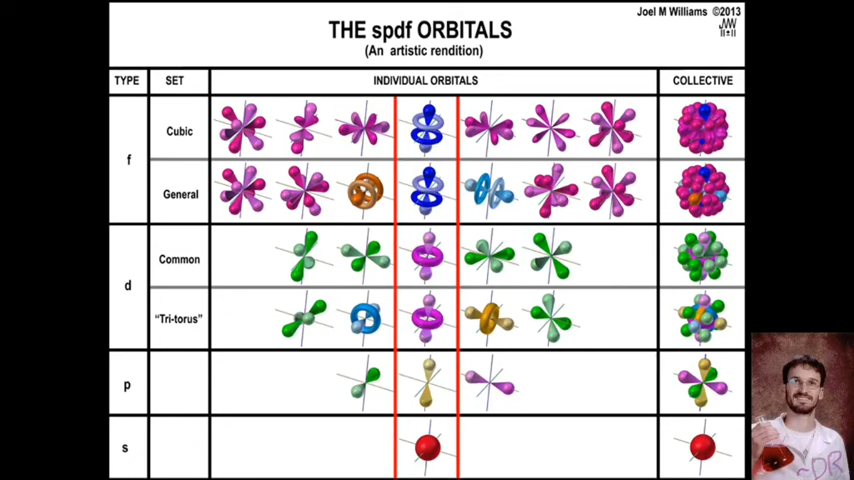 Joel M Williams ©2013
THE spdf ORBITALS
(An artistic rendition)
TYPE SET INDIVIDUAL ORBITALS COLLECTIVE
f
Cubic
General
d
Common
"Tri-torus"
p
s
~DR